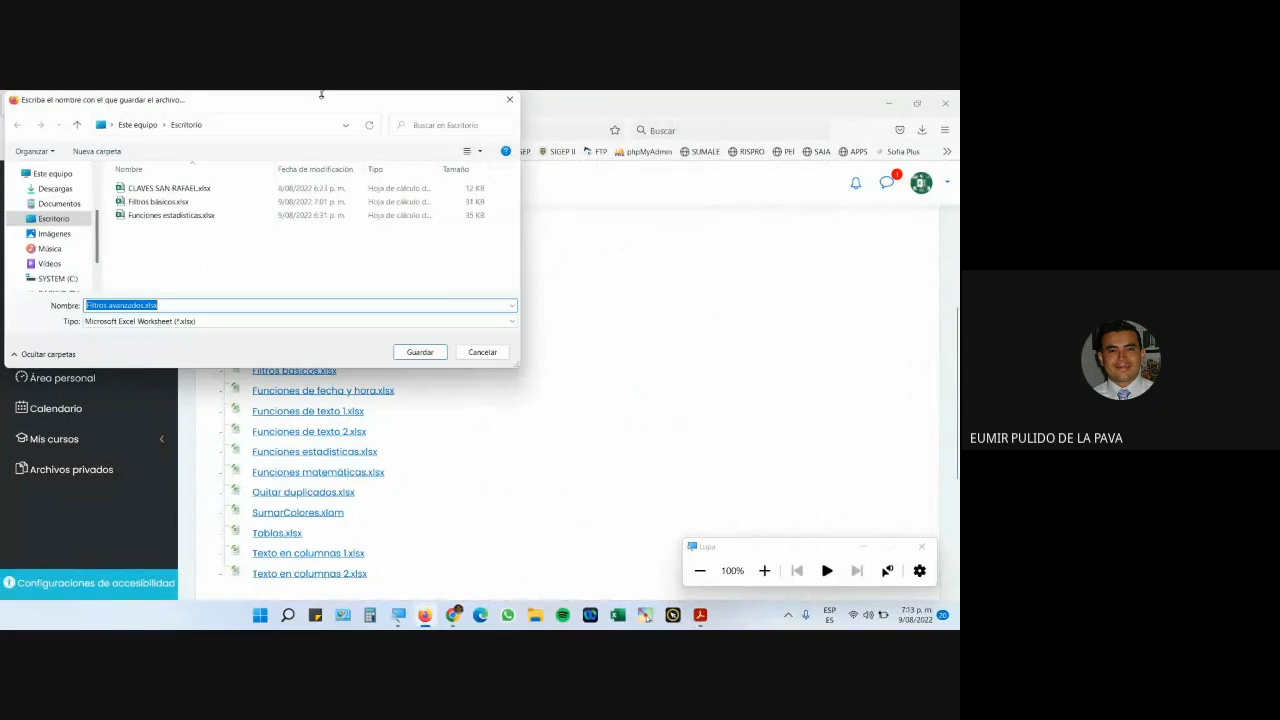 Escriba el nombre con el que guardar el archivo...
Este equipo
Escritorio
Buscar en Escritorio
Organizar
Nueva carpeta
Nombre
Fecha de modificación
Tipo
Tamaño
Este equipo
Descargas
Documentos
Escritorio
Imágenes
Música
Vídeos
SYSTEM (C:)
CLAVES SAN RAFAEL.xlsx 8/08/2022 6:23 p. m. Hoja de cálculo d... 12 KB
Filtros básicos.xlsx 9/08/2022 7:01 p. m. Hoja de cálculo d... 31 KB
Funciones estadísticas.xlsx 9/08/2022 6:31 p. m. Hoja de cálculo d... 35 KB
Nombre: Filtros avanzados.xlsx
Tipo: Microsoft Excel Worksheet (*.xlsx)
Ocultar carpetas
Guardar
Cancelar
Buscar
SEP
SIGEP II
FTP
phpMyAdmin
SUMALE
RISPRO
PEI
SAIA
APPS
Sofia Plus
1
Área personal
Calendario
Mis cursos
Archivos privados
Configuraciones de accesibilidad
Filtros básicos.xlsx
Funciones de fecha y hora.xlsx
Funciones de texto 1.xlsx
Funciones de texto 2.xlsx
Funciones estadísticas.xlsx
Funciones matemáticas.xlsx
Quitar duplicados.xlsx
SumarColores.xlam
Tablas.xlsx
Texto en columnas 1.xlsx
Texto en columnas 2.xlsx
Lupa
100%
ESP
ES
7:13 p. m.
9/08/2022
20
EUMIR PULIDO DE LA PAVA